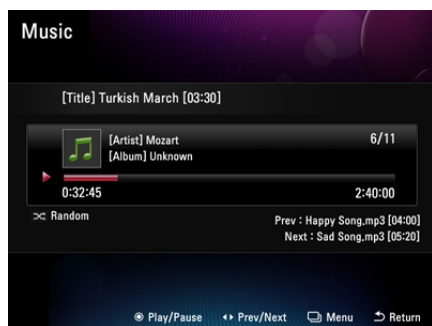 Music
[Title] Turkish March [03:30]
[Artist] Mozart
6/11
[Album] Unknown
0:32:45
2:40:00
Random
Prev : Happy Song.mp3 [04:00]
Next : Sad Song.mp3 [05:20]
Play/Pause Prev/Next Menu Return